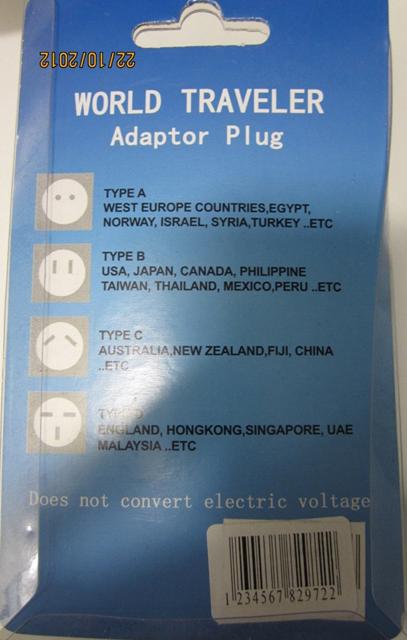 22/10/2012
WORLD TRAVELER
Adaptor Plug
TYPE A
WEST EUROPE COUNTRIES,EGYPT,
NORWAY, ISRAEL, SYRIA,TURKEY ..ETC
TYPE B
USA, JAPAN, CANADA, PHILIPPINE
TAIWAN, THAILAND, MEXICO,PERU ..ETC
TYPE C
AUSTRALIA,NEW ZEALAND,FIJI, CHINA
..ETC
TYPE D
ENGLAND, HONGKONG,SINGAPORE, UAE
MALAYSIA ..ETC
Does not convert electric voltage
1 234567 829722